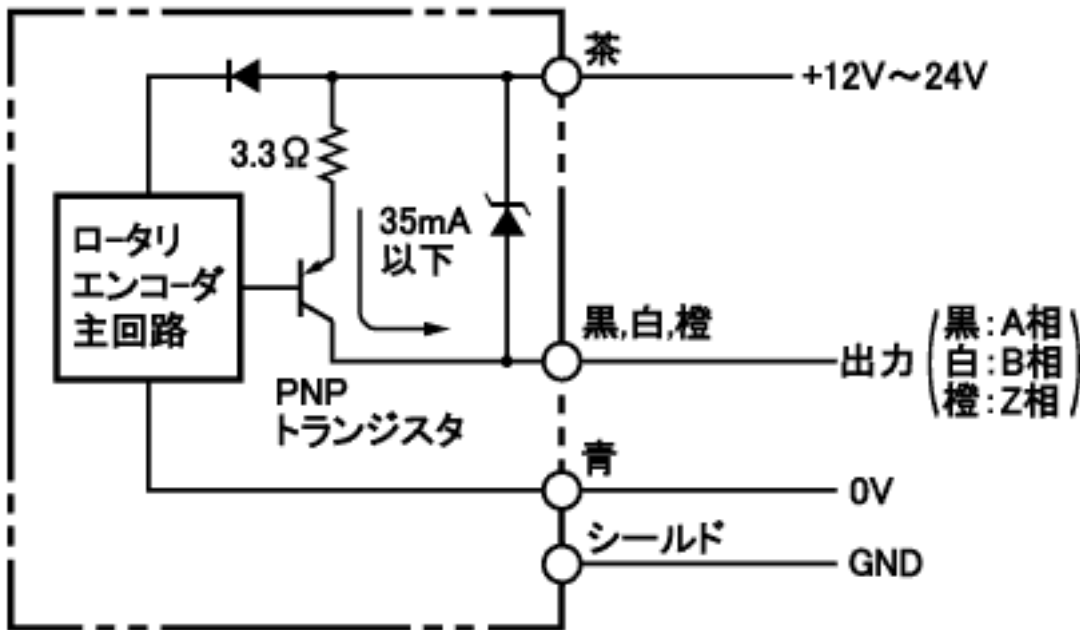 茶
+12V～24V
3.3Ω
ロータリ
エンコーダ
主回路
35mA
以下
黒,白,橙
出力
黒：A相
白：B相
橙：Z相
PNP
トランジスタ
青
0V
シールド
GND